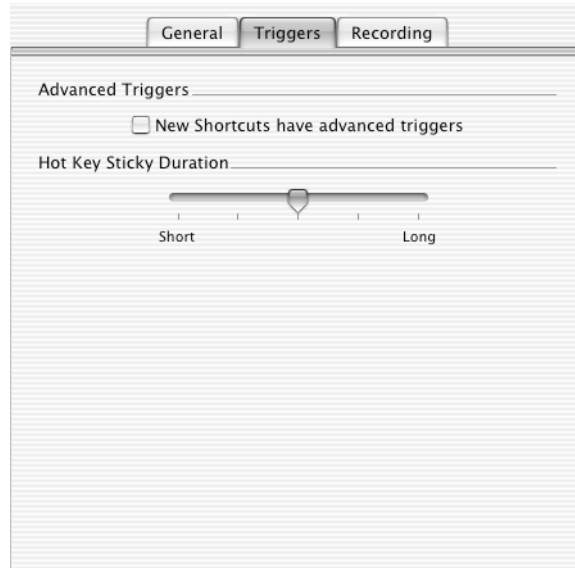 General Triggers Recording
Advanced Triggers
New Shortcuts have advanced triggers
Hot Key Sticky Duration
Short Long